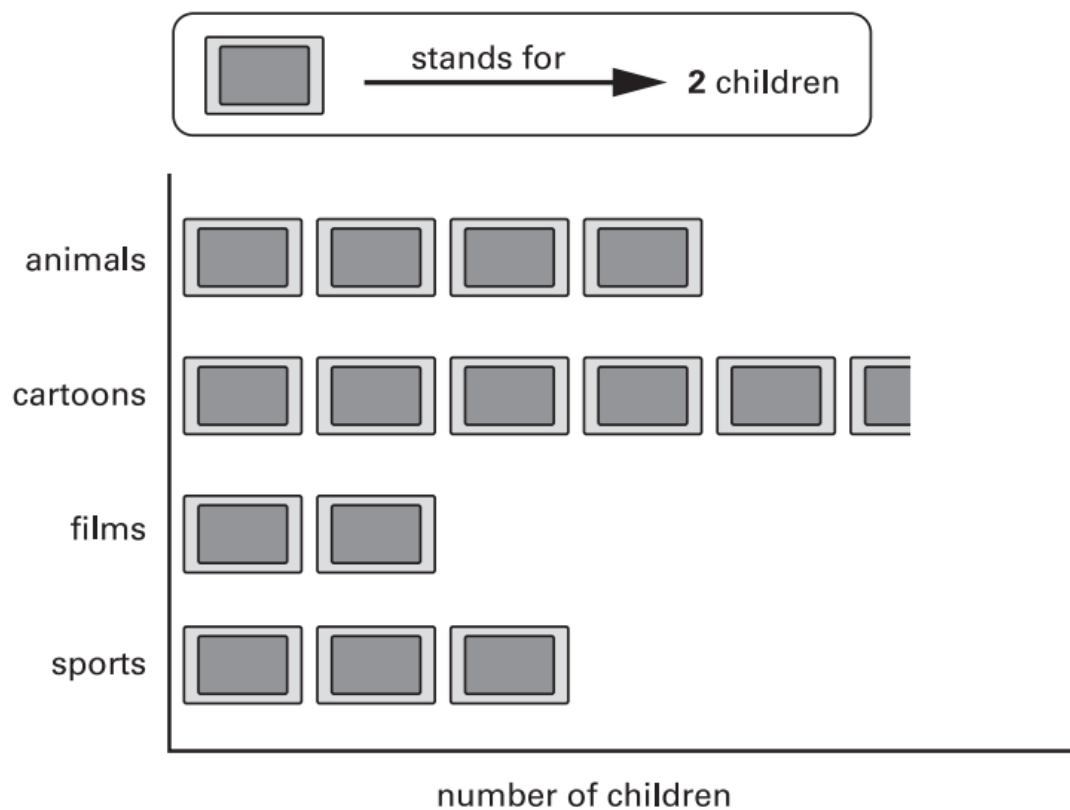 stands for
2 children
animals
cartoons
films
sports
number of children